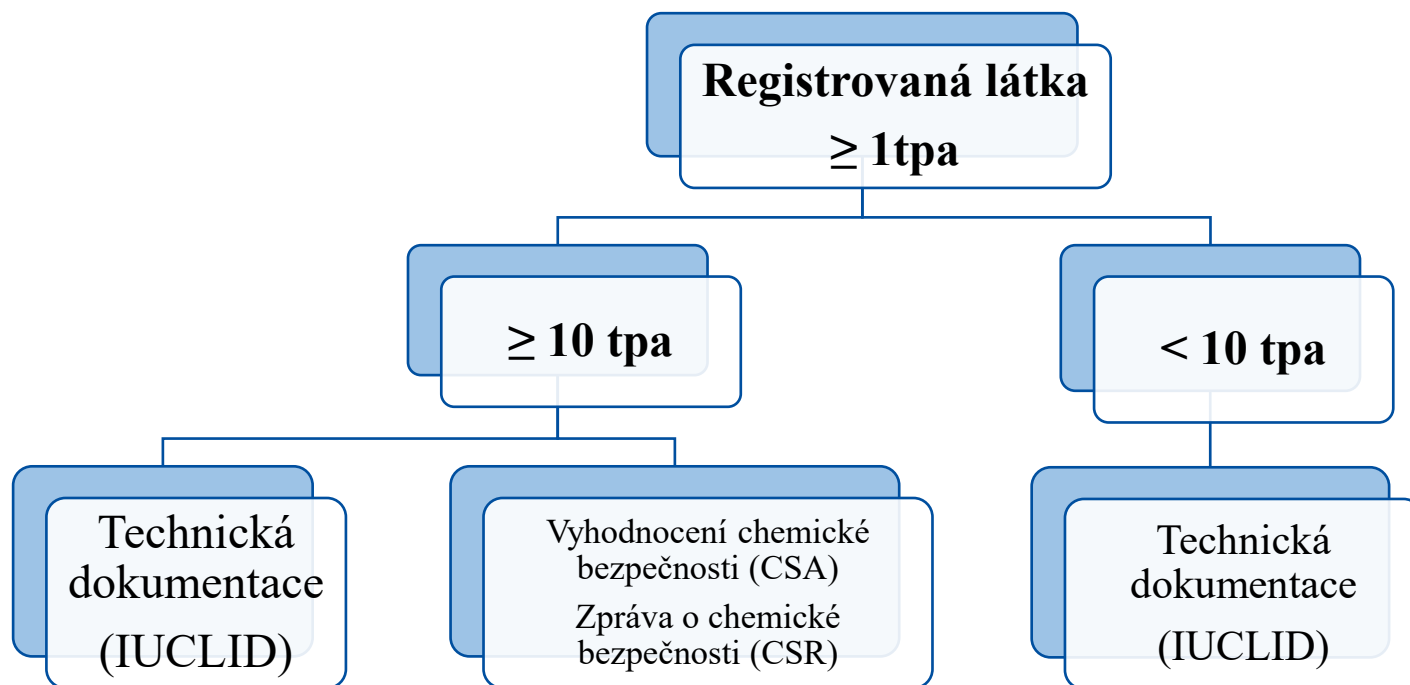 Registrovaná látka
≥ 1tpa
≥ 10 tpa
< 10 tpa
Technická
dokumentace
(IUCLID)
Vyhodnocení chemické
bezpečnosti (CSA)
Zpráva o chemické
bezpečnosti (CSR)
Technická
dokumentace
(IUCLID)